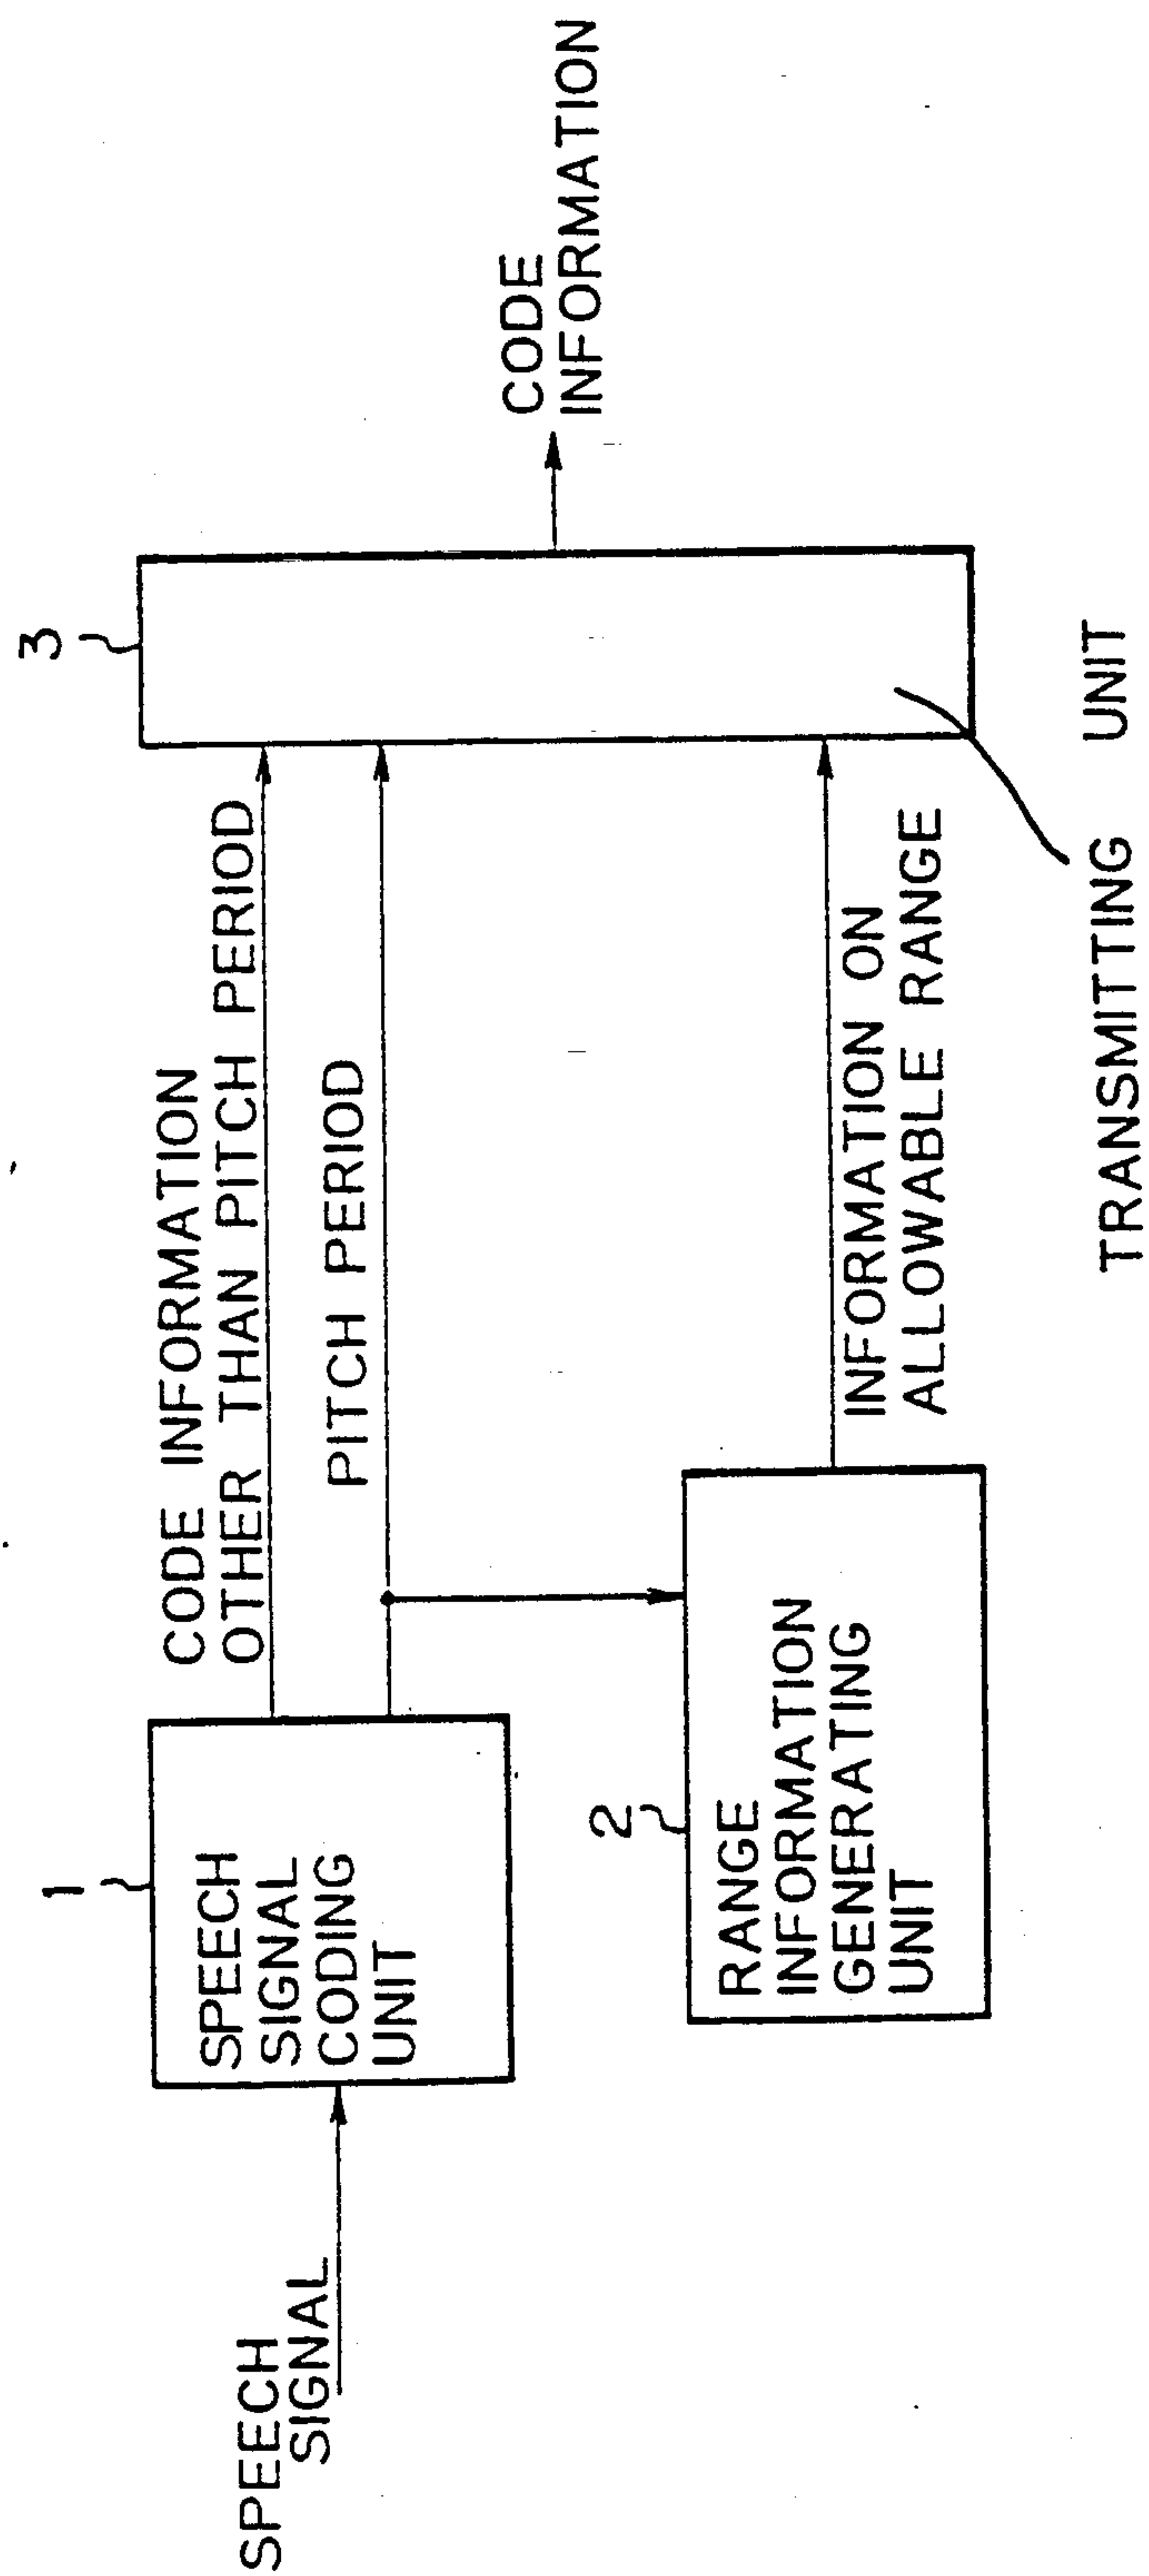 SPEECH
SIGNAL
1
SPEECH
SIGNAL
CODING
UNIT
CODE INFORMATION
OTHER THAN PITCH PERIOD
PITCH PERIOD
2
RANGE
INFORMATION
GENERATING
UNIT
INFORMATION ON
ALLOWABLE RANGE
3
TRANSMITTING UNIT
CODE
INFORMATION